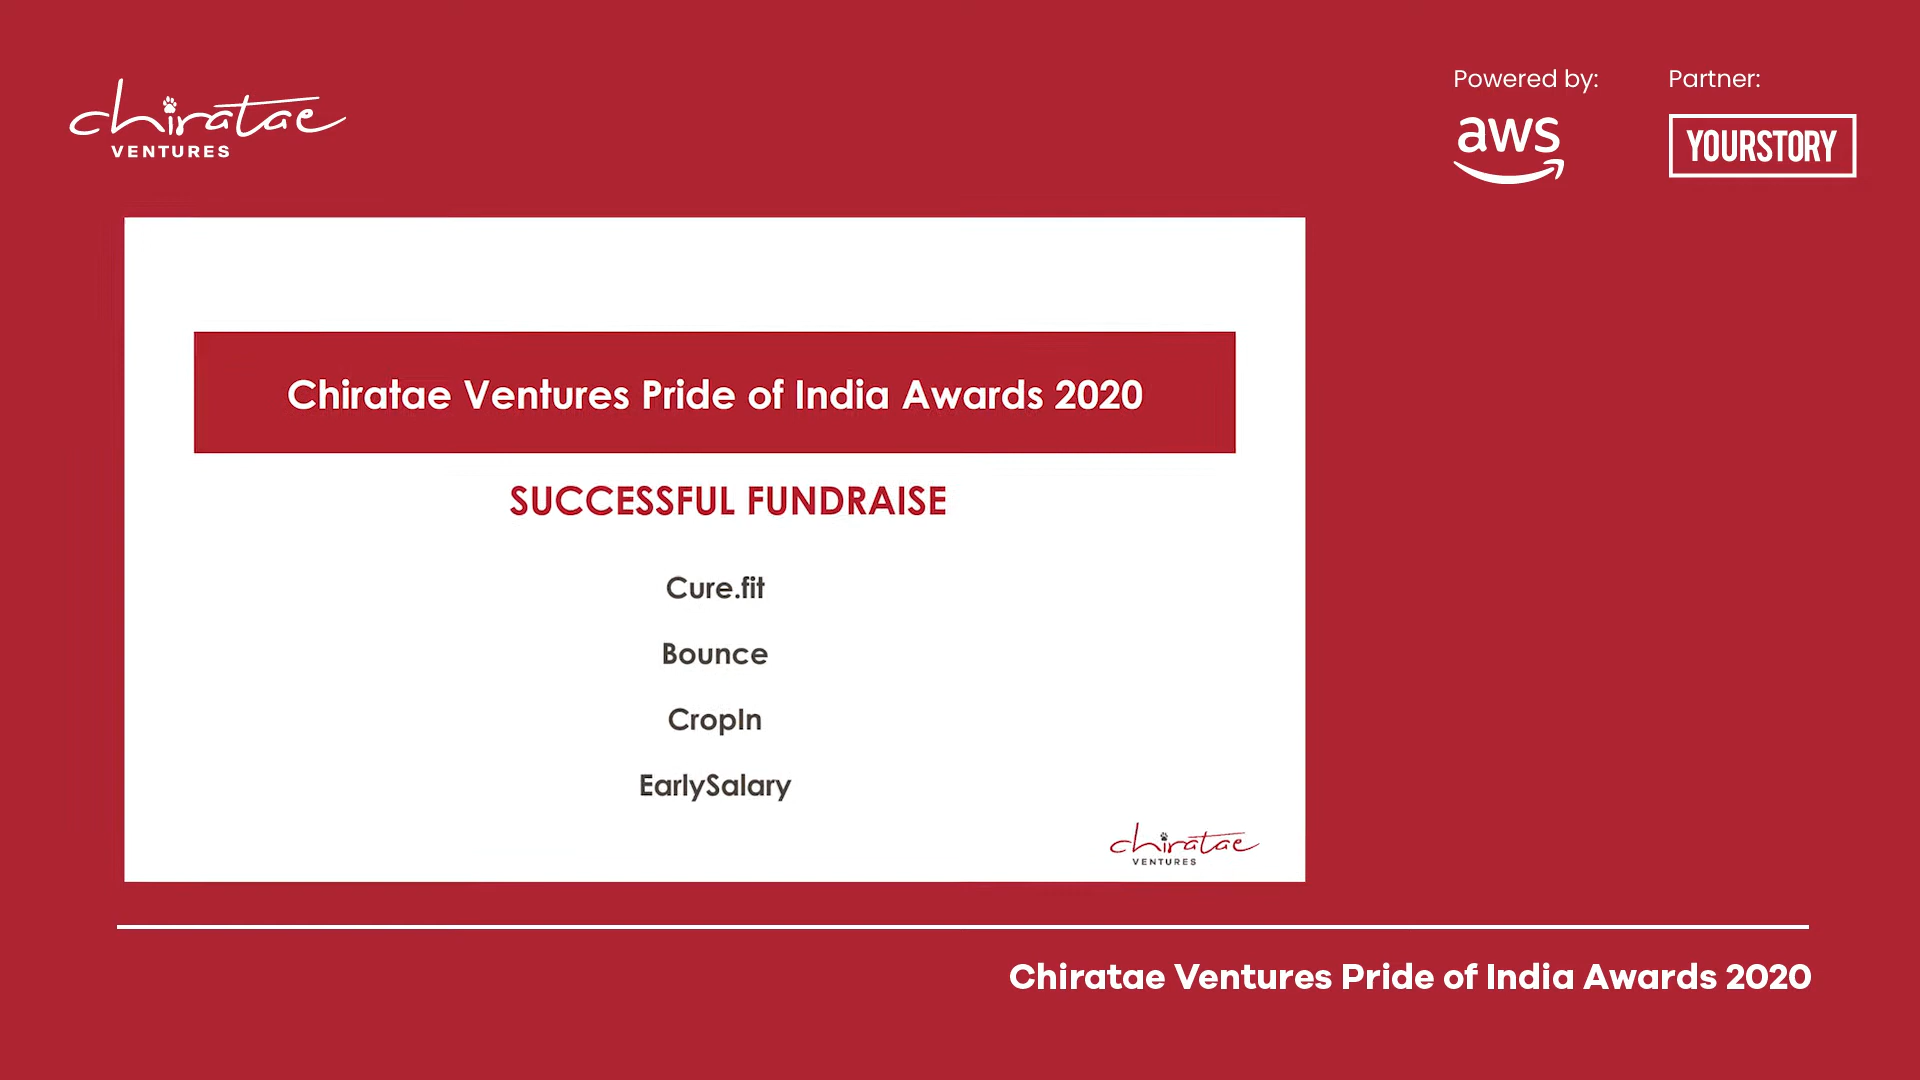 chiratae
VENTURES
Powered by:
aws
Partner:
YOURSTORY
Chiratae Ventures Pride of India Awards 2020
SUCCESSFUL FUNDRAISE
Cure.fit
Bounce
CropIn
EarlySalary
chiratae
VENTURES
Chiratae Ventures Pride of India Awards 2020